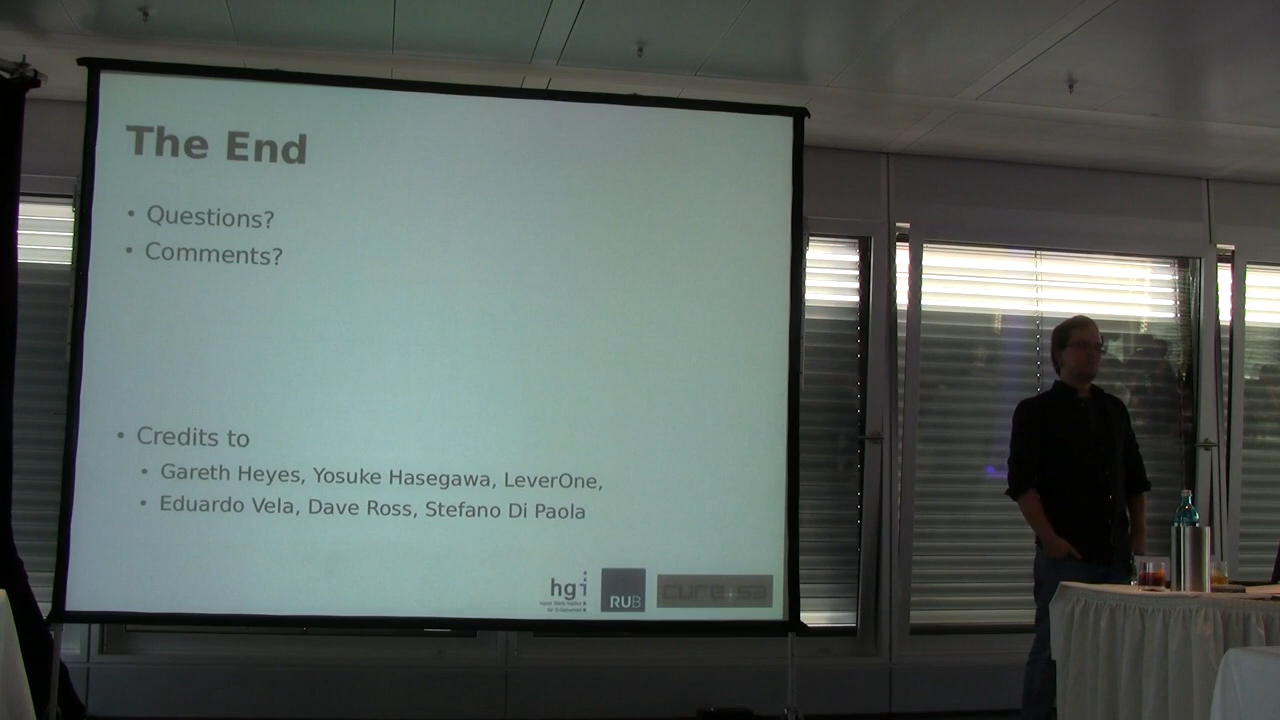 The End
• Questions?
• Comments?
• Credits to
• Gareth Heyes, Yosuke Hasegawa, LeverOne,
• Eduardo Vela, Dave Ross, Stefano Di Paola
hgi
RUB